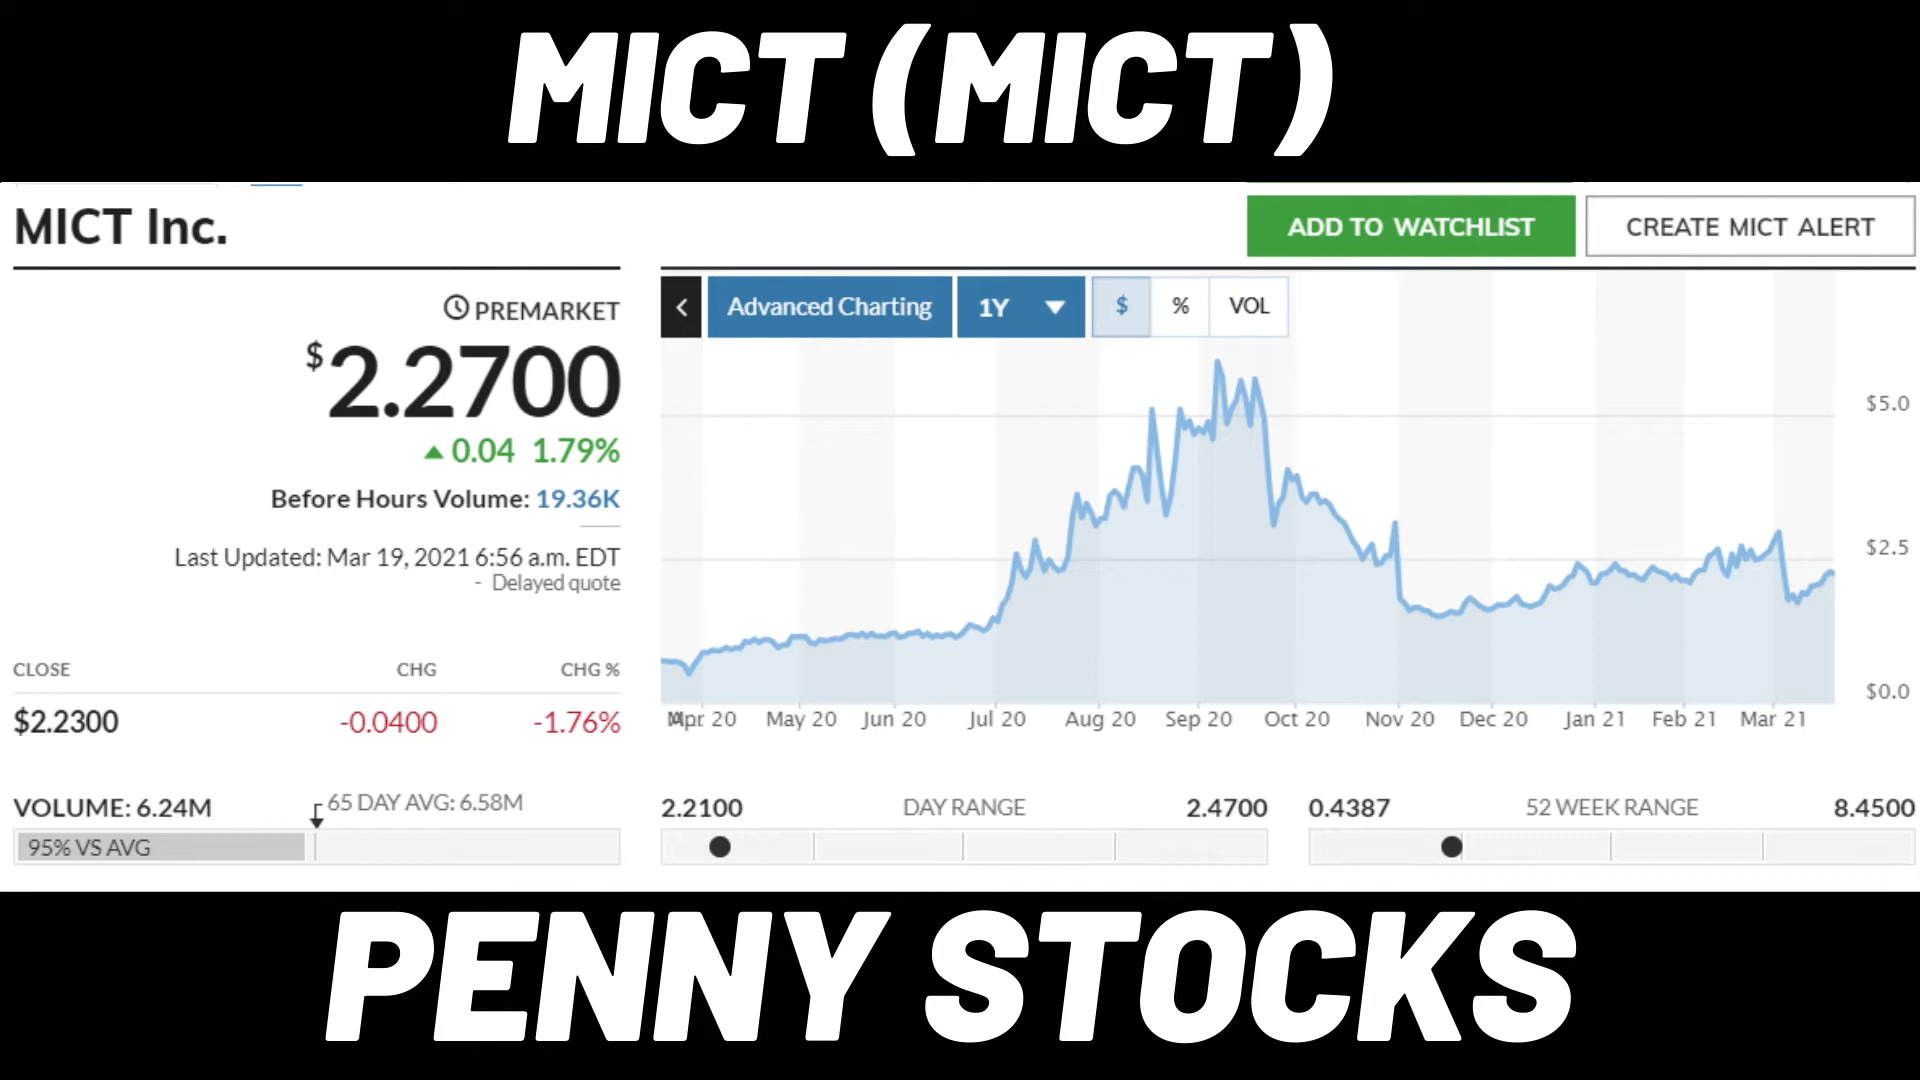 MICT (MICT)
MICT Inc.
ADD TO WATCHLIST
CREATE MICT ALERT
PREMARKET
$2.2700
0.04 1.79%
Before Hours Volume: 19.36K
Last Updated: Mar 19, 2021 6:56 a.m. EDT
- Delayed quote
CLOSE CHG CHG %
$2.2300 -0.0400 -1.76%
VOLUME: 6.24M 65 DAY AVG: 6.58M
95% VS AVG
Advanced Charting 1Y $ % VOL
$5.0
$2.5
$0.0
Apr 20 May 20 Jun 20 Jul 20 Aug 20 Sep 20 Oct 20 Nov 20 Dec 20 Jan 21 Feb 21 Mar 21
2.2100 DAY RANGE 2.4700
0.4387 52 WEEK RANGE 8.4500
PENNY STOCKS